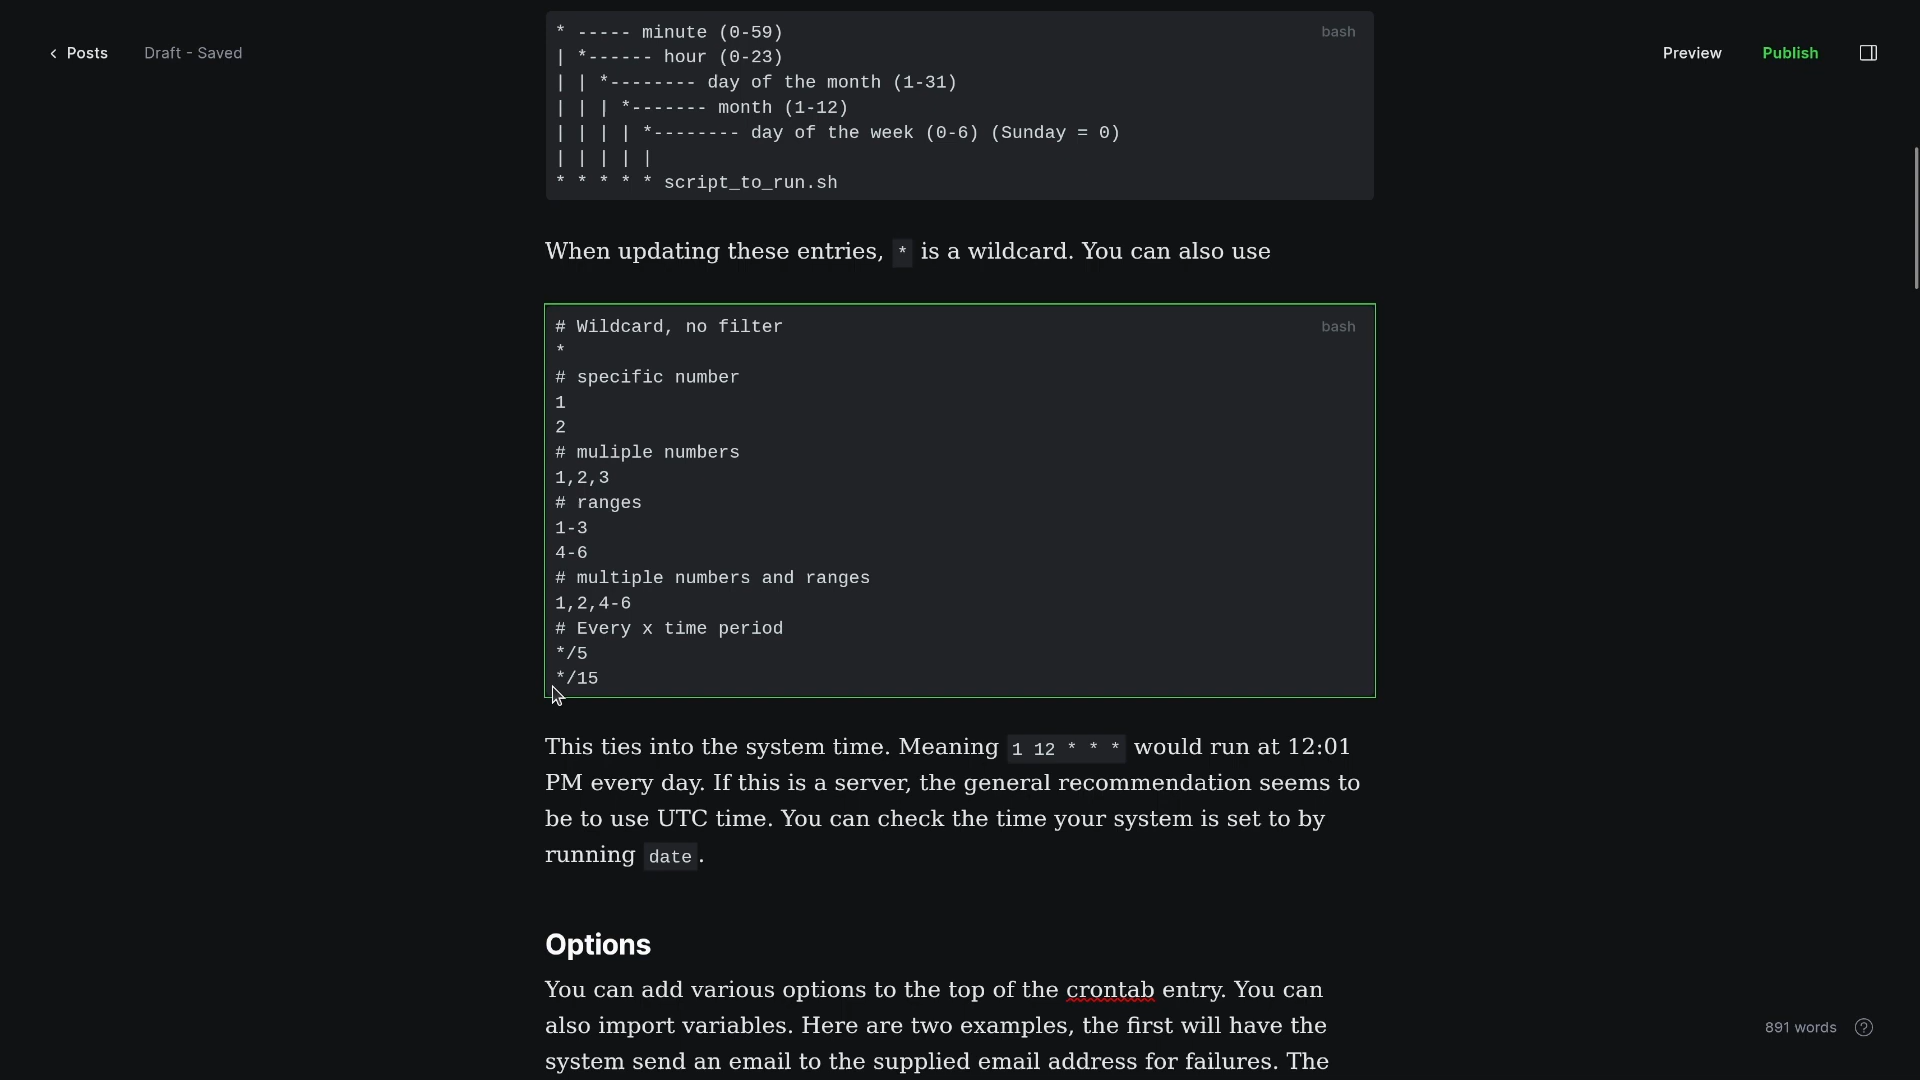 * ----- minute (0-59)
bash
| *------ hour (0-23)
Posts
Draft - Saved
Preview
Publish
| | *-------- day of the month (1-31)
| | | *------- month (1-12)
| | | | *-------- day of the week (0-6) (Sunday = 0)
| | | | |
* * * * * script_to_run.sh
When updating these entries, * is a wildcard. You can also use
# Wildcard, no filter
bash
*
# specific number
1
2
# muliple numbers
1,2,3
# ranges
1-3
4-6
# multiple numbers and ranges
1,2,4-6
# Every x time period
*/5
*/15
This ties into the system time. Meaning 1 12 * * * would run at 12:01
PM every day. If this is a server, the general recommendation seems to
be to use UTC time. You can check the time your system is set to by
running date.
Options
You can add various options to the top of the crontab entry. You can
also import variables. Here are two examples, the first will have the
system send an email to the supplied email address for failures. The
891 words
?